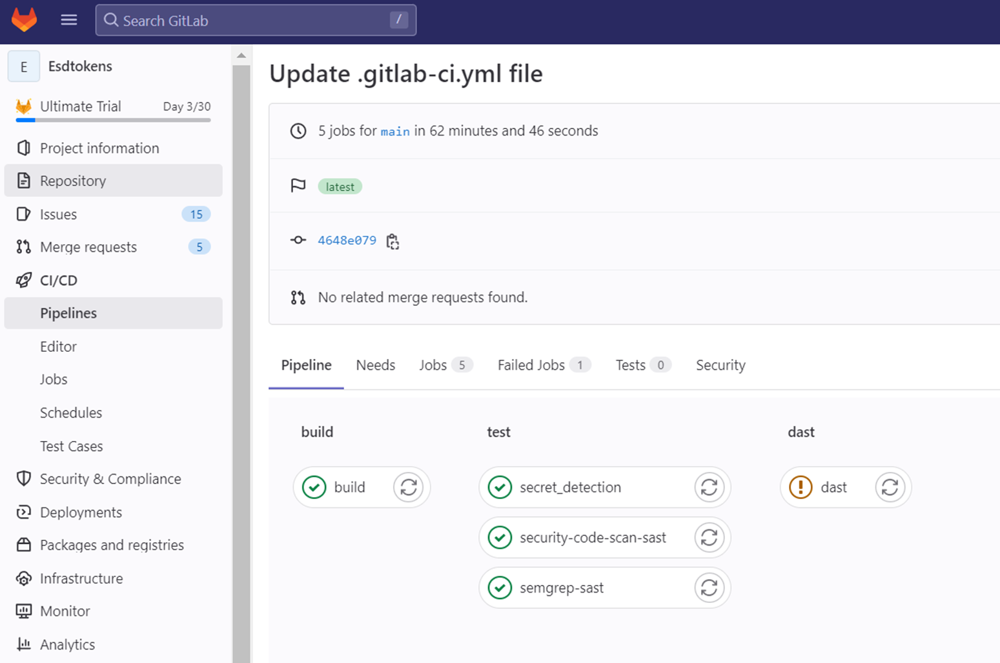 Search GitLab /
E Esdtokens
Ultimate Trial Day 3/30
Project information
Repository
Issues 15
Merge requests 5
CI/CD
Pipelines
Editor
Jobs
Schedules
Test Cases
Security & Compliance
Deployments
Packages and registries
Infrastructure
Monitor
Analytics
Update .gitlab-ci.yml file
5 jobs for main in 62 minutes and 46 seconds
latest
4648e079
No related merge requests found.
Pipeline Needs Jobs 5 Failed Jobs 1 Tests 0 Security
build
build
test
secret_detection
security-code-scan-sast
semgrep-sast
dast
dast